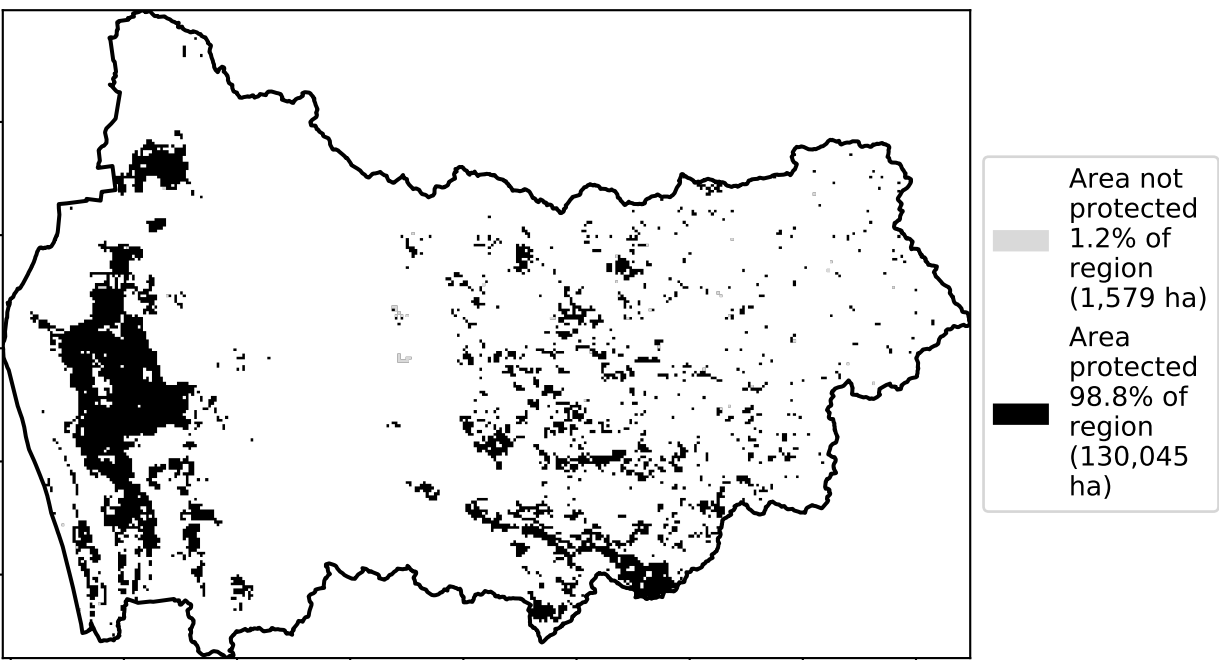 Area not
protected
1.2% of
region
(1,579 ha)
Area
protected
98.8% of
region
(130,045
ha)